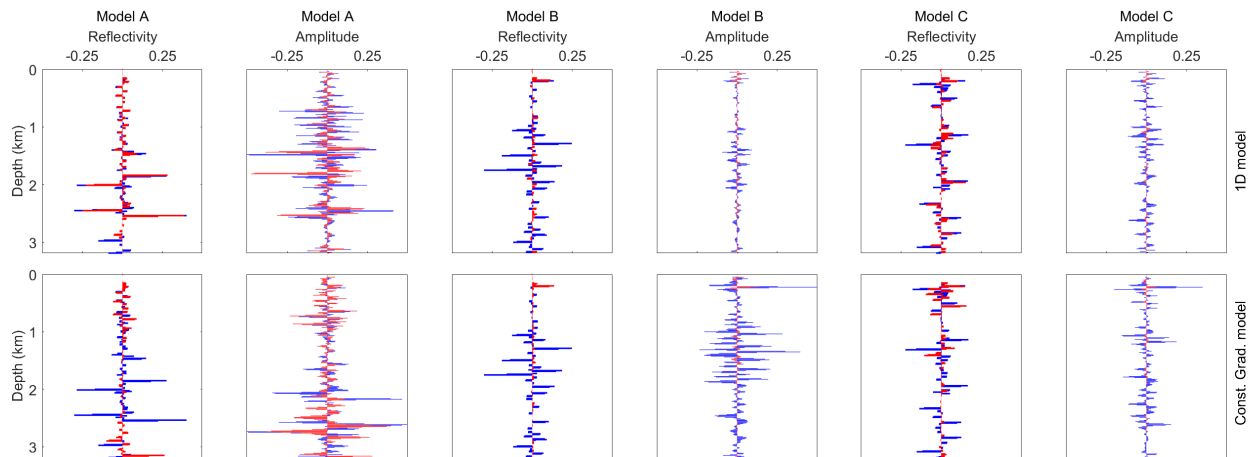 Model A Model A Model B Model B Model C Model C
Reflectivity Amplitude Reflectivity Amplitude Reflectivity Amplitude
-0.25 0.25 -0.25 0.25 -0.25 0.25 -0.25 0.25 -0.25 0.25 -0.25 0.25
0
1
2
3
Depth (km)
1D model
0
1
2
3
Depth (km)
Const. Grad. model